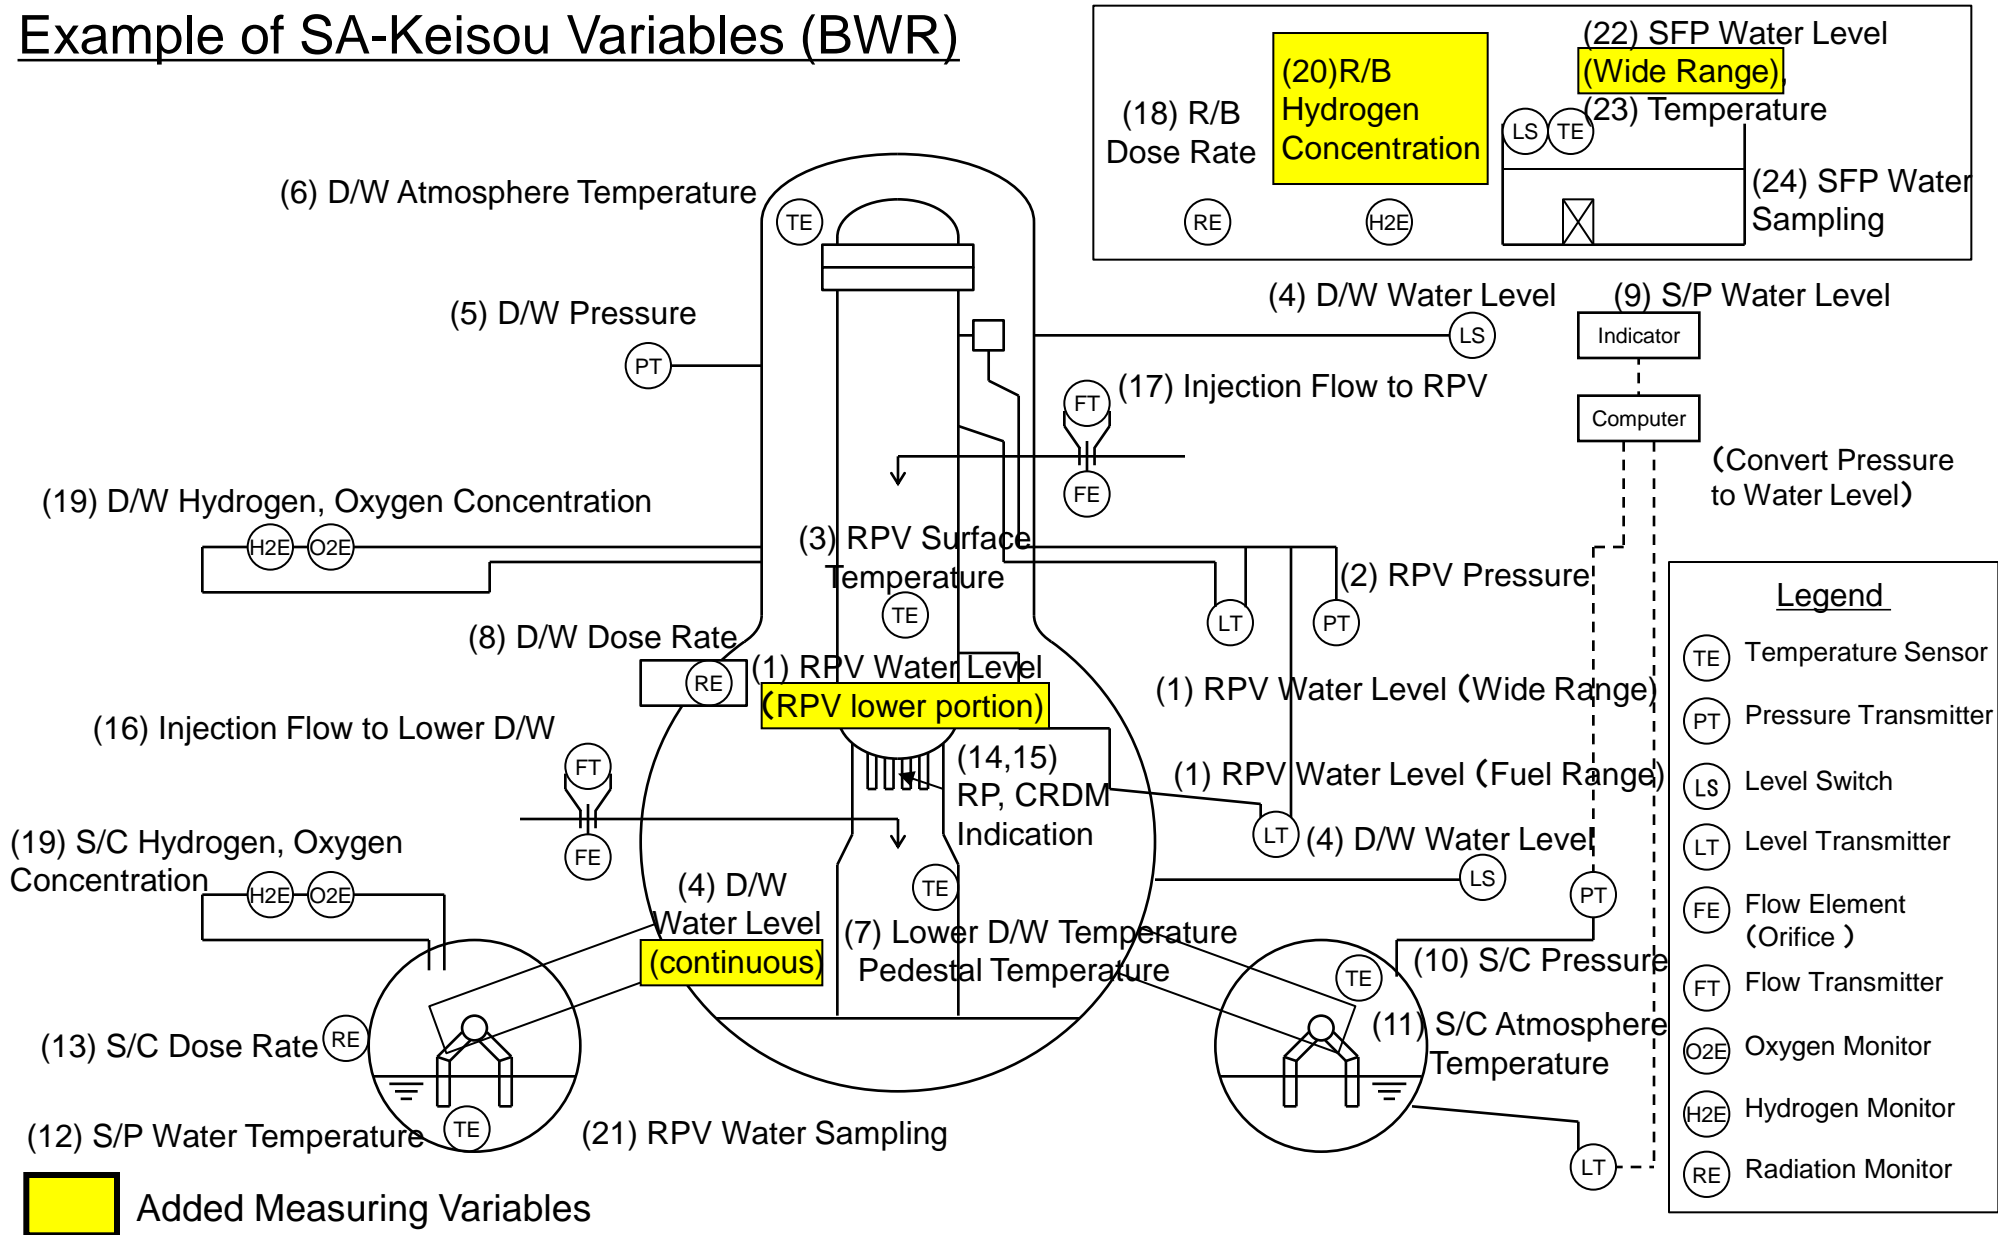 Example of SA-Keisou Variables (BWR)
(18) R/B
Dose Rate
RE
(20)R/B
Hydrogen
Concentration
H2E
(22) SFP Water Level
(Wide Range),
(23) Temperature
LS
TE
(24) SFP Water
Sampling
(6) D/W Atmosphere Temperature
TE
(5) D/W Pressure
PT
(4) D/W Water Level
LS
(9) S/P Water Level
Indicator
Computer
(Convert Pressure
to Water Level)
(17) Injection Flow to RPV
FT
FE
(19) D/W Hydrogen, Oxygen Concentration
H2E
O2E
(3) RPV Surface
Temperature
TE
(2) RPV Pressure
LT
PT
(8) D/W Dose Rate
RE
(1) RPV Water Level
(RPV lower portion)
(1) RPV Water Level (Wide Range)
(16) Injection Flow to Lower D/W
FT
FE
(14,15)
RP, CRDM
Indication
(1) RPV Water Level (Fuel Range)
LT
(4) D/W Water Level
LS
PT
(19) S/C Hydrogen, Oxygen
Concentration
H2E
O2E
(4) D/W
Water Level
(continuous)
TE
(7) Lower D/W Temperature
Pedestal Temperature
(10) S/C Pressure
TE
(11) S/C Atmosphere
Temperature
(13) S/C Dose Rate
RE
(12) S/P Water Temperature
TE
(21) RPV Water Sampling
LT
Added Measuring Variables
Legend
TE Temperature Sensor
PT Pressure Transmitter
LS Level Switch
LT Level Transmitter
FE Flow Element
(Orifice )
FT Flow Transmitter
O2E Oxygen Monitor
H2E Hydrogen Monitor
RE Radiation Monitor